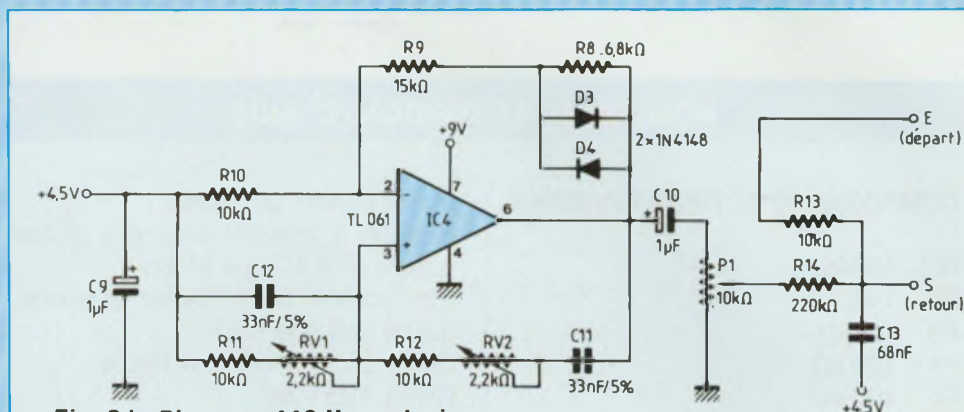 R9
15kΩ
R8 6,8kΩ
D3
D4
2×1N4148
E
(départ)
+9V
+4,5V
R10
10kΩ
2
-
7
TL 061
IC4
6
3
+
4
C10
+
1μF
P1
10kΩ
R13
10kΩ
R14
220kΩ
S
(retour)
C9
1μF
+
C12
33nF/5%
C13
68nF
R11
10kΩ
RV1
2,2kΩ
R12
10kΩ
RV2
2,2kΩ
C11
33nF/5%
+4,5V